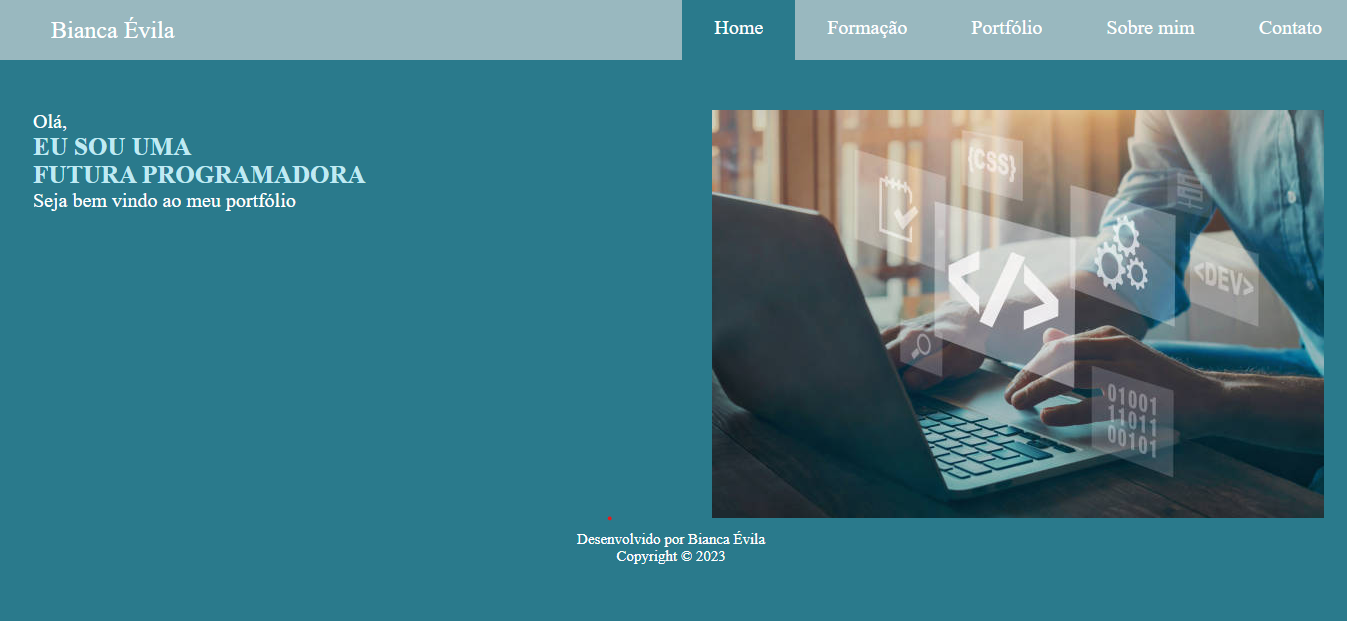 Bianca Évila
Home Formação Portfólio Sobre mim Contato
Olá,
EU SOU UMA
FUTURA PROGRAMADORA
Seja bem vindo ao meu portfólio
{CSS}
</>
<DEV>
01001
11011
00101
Desenvolvido por Bianca Évila
Copyright © 2023